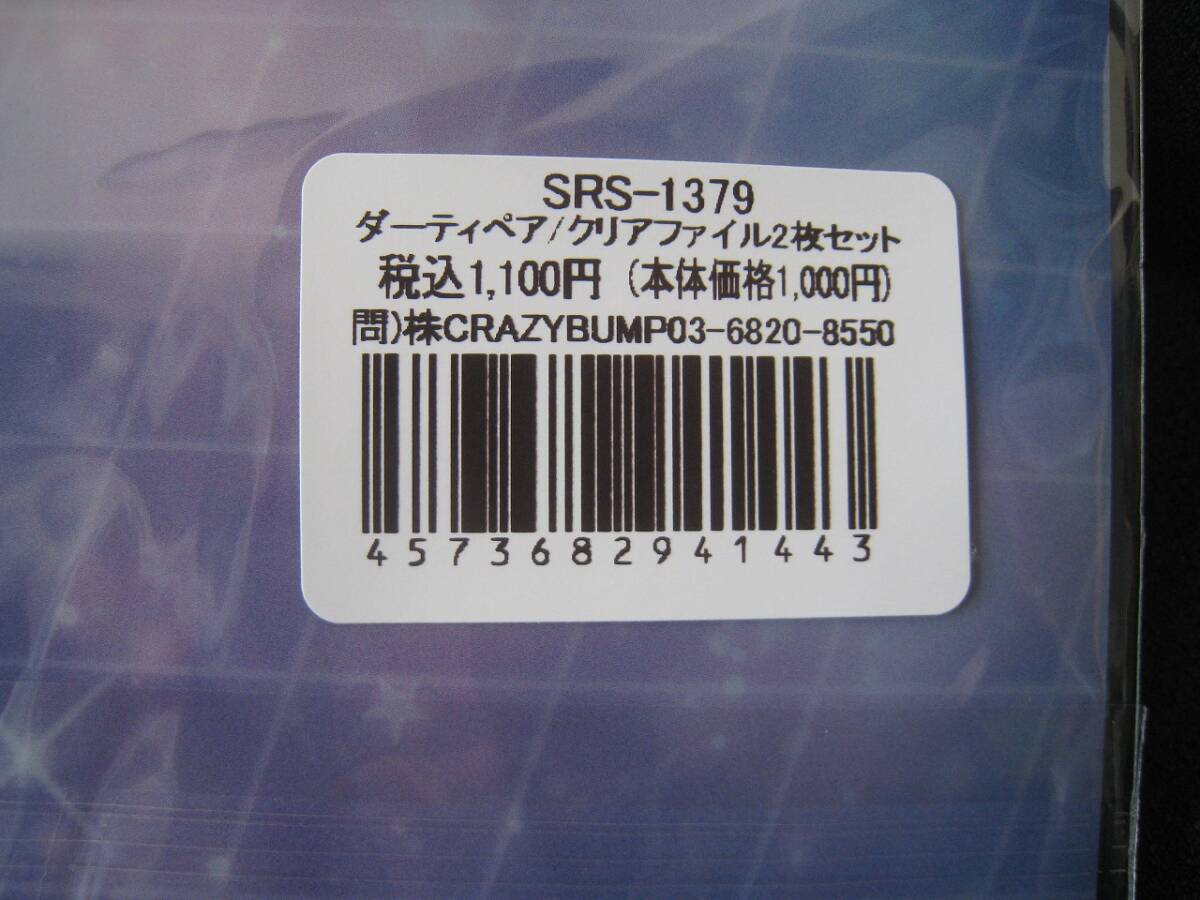 SRS-1379
ダーティペア/クリアファイル2枚セット
税込1,100円 (本体価格1,000円)
問)株CRAZYBUMP03-6820-8550
4573682941443